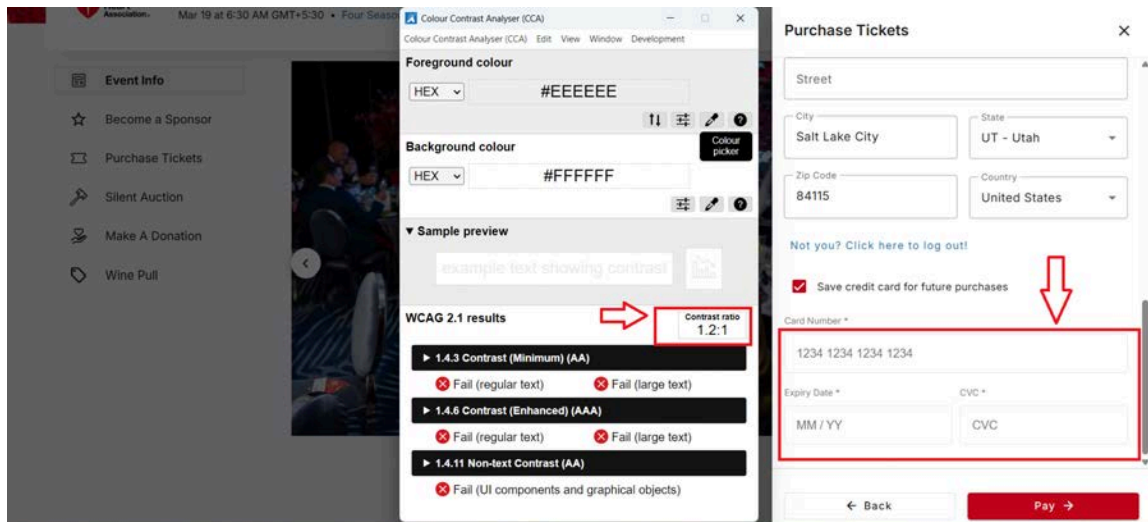 Association.
Mar 19 at 6:30 AM GMT+5:30 • Four Seaso
Event Info
Become a Sponsor
Purchase Tickets
Silent Auction
Make A Donation
Wine Pull
Colour Contrast Analyser (CCA)
Colour Contrast Analyser (CCA) Edit View Window Development
Foreground colour
HEX #EEEEEE
Colour picker
Background colour
HEX #FFFFFF
▼ Sample preview
example text showing contrast
WCAG 2.1 results
Contrast ratio
1.2:1
▶ 1.4.3 Contrast (Minimum) (AA)
Fail (regular text) Fail (large text)
▶ 1.4.6 Contrast (Enhanced) (AAA)
Fail (regular text) Fail (large text)
▶ 1.4.11 Non-text Contrast (AA)
Fail (UI components and graphical objects)
Purchase Tickets
Street
City State
Salt Lake City UT - Utah
Zip Code Country
84115 United States
Not you? Click here to log out!
Save credit card for future purchases
Card Number *
1234 1234 1234 1234
Expiry Date * CVC *
MM / YY CVC
← Back Pay →